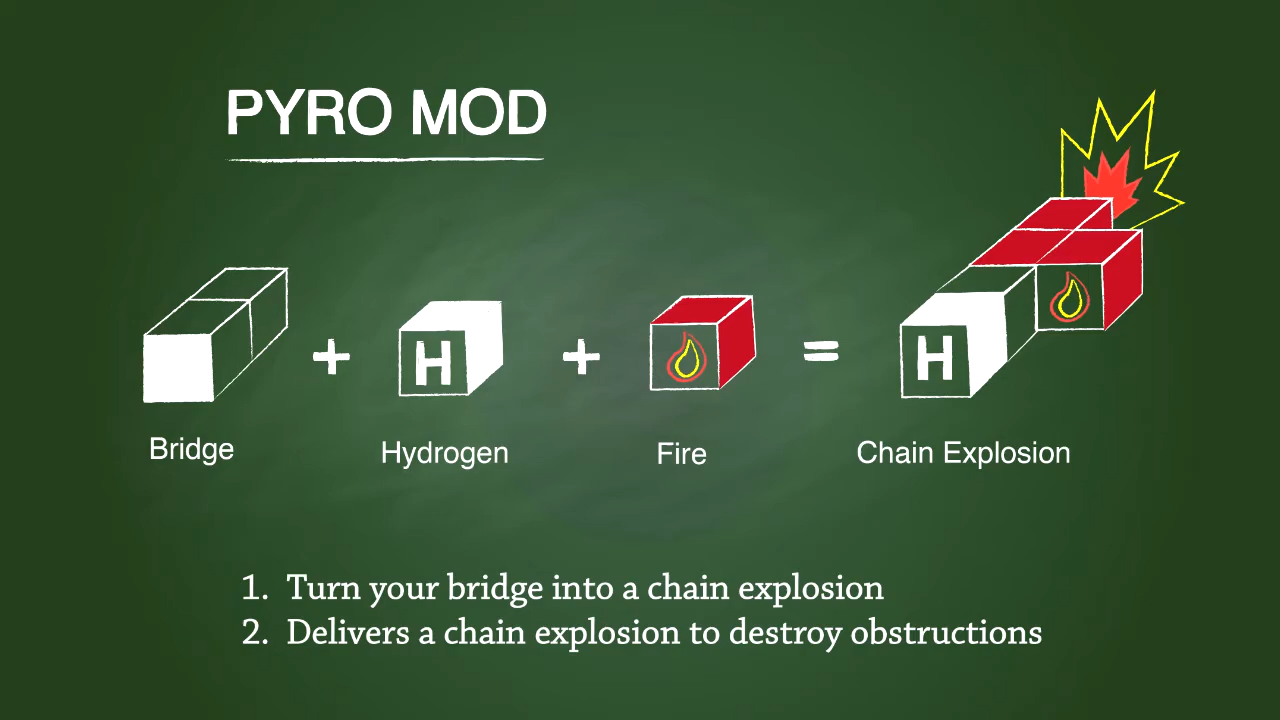 PYRO MOD
H
H
Bridge
Hydrogen
Fire
Chain Explosion
1. Turn your bridge into a chain explosion
2. Delivers a chain explosion to destroy obstructions